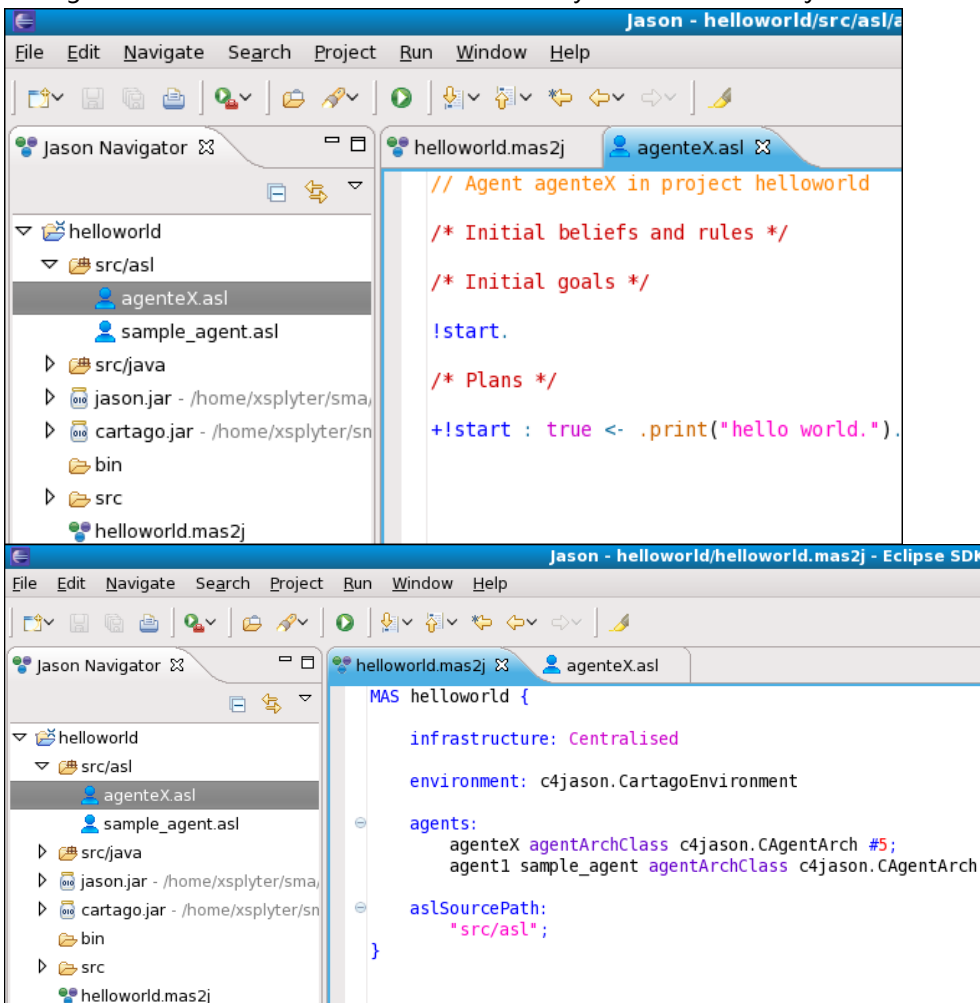 Jason - helloworld/src/asl/a
File Edit Navigate Search Project Run Window Help
Jason Navigator
helloworld.mas2j
agenteX.asl
// Agent agenteX in project helloworld
/* Initial beliefs and rules */
/* Initial goals */
!start.
/* Plans */
+!start : true <- .print("hello world.").
helloworld
src/asl
agenteX.asl
sample_agent.asl
src/java
jason.jar - /home/xsplyter/sma,
cartago.jar - /home/xsplyter/sn
bin
src
helloworld.mas2j
Jason - helloworld/helloworld.mas2j - Eclipse SDK
File Edit Navigate Search Project Run Window Help
Jason Navigator
helloworld.mas2j
agenteX.asl
MAS helloworld {
infrastructure: Centralised
environment: c4jason.CartagoEnvironment
agents:
agenteX agentArchClass c4jason.CAgentArch #5;
agent1 sample_agent agentArchClass c4jason.CAgentArch
aslSourcePath:
"src/asl";
}
helloworld
src/asl
agenteX.asl
sample_agent.asl
src/java
jason.jar - /home/xsplyter/sma,
cartago.jar - /home/xsplyter/sn
bin
src
helloworld.mas2j